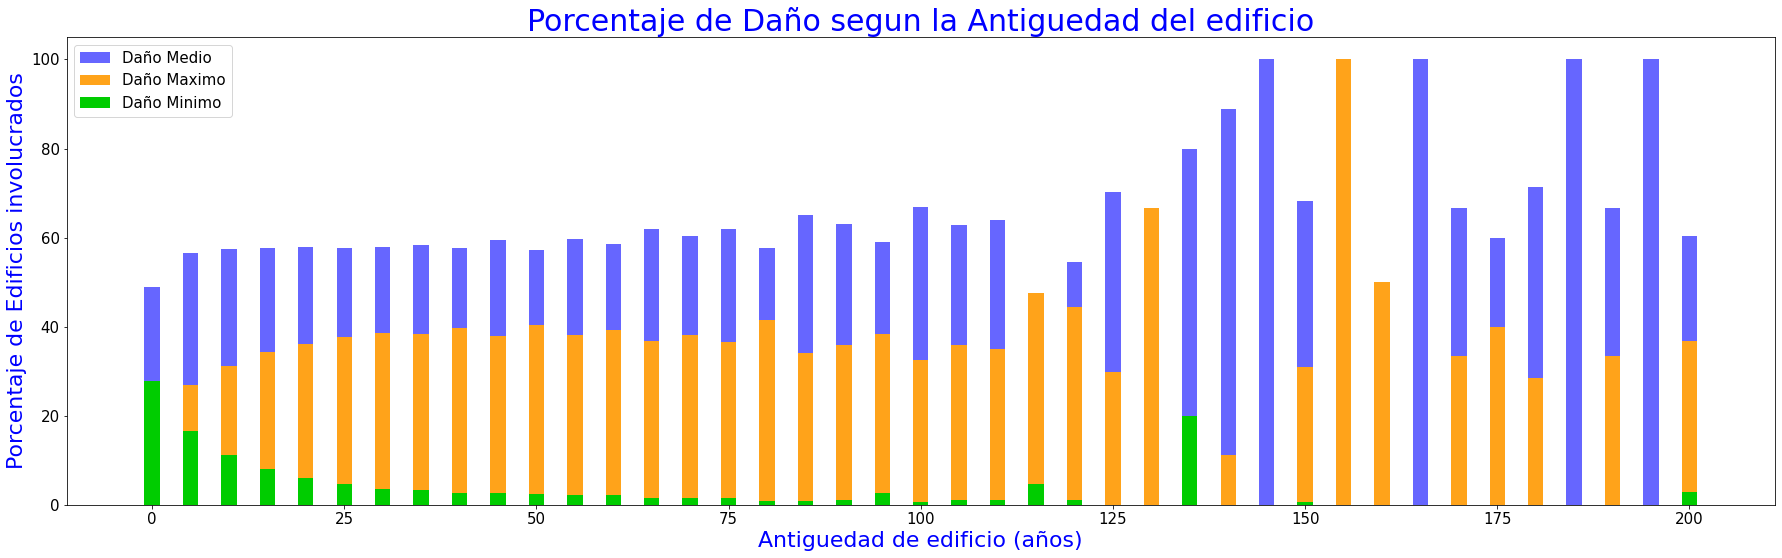 Porcentaje de Daño segun la Antiguedad del edificio
Daño Medio
Daño Maximo
Daño Minimo
Porcentaje de Edificios involucrados
100
80
60
40
20
0
0 25 50 75 100 125 150 175 200
Antiguedad de edificio (años)